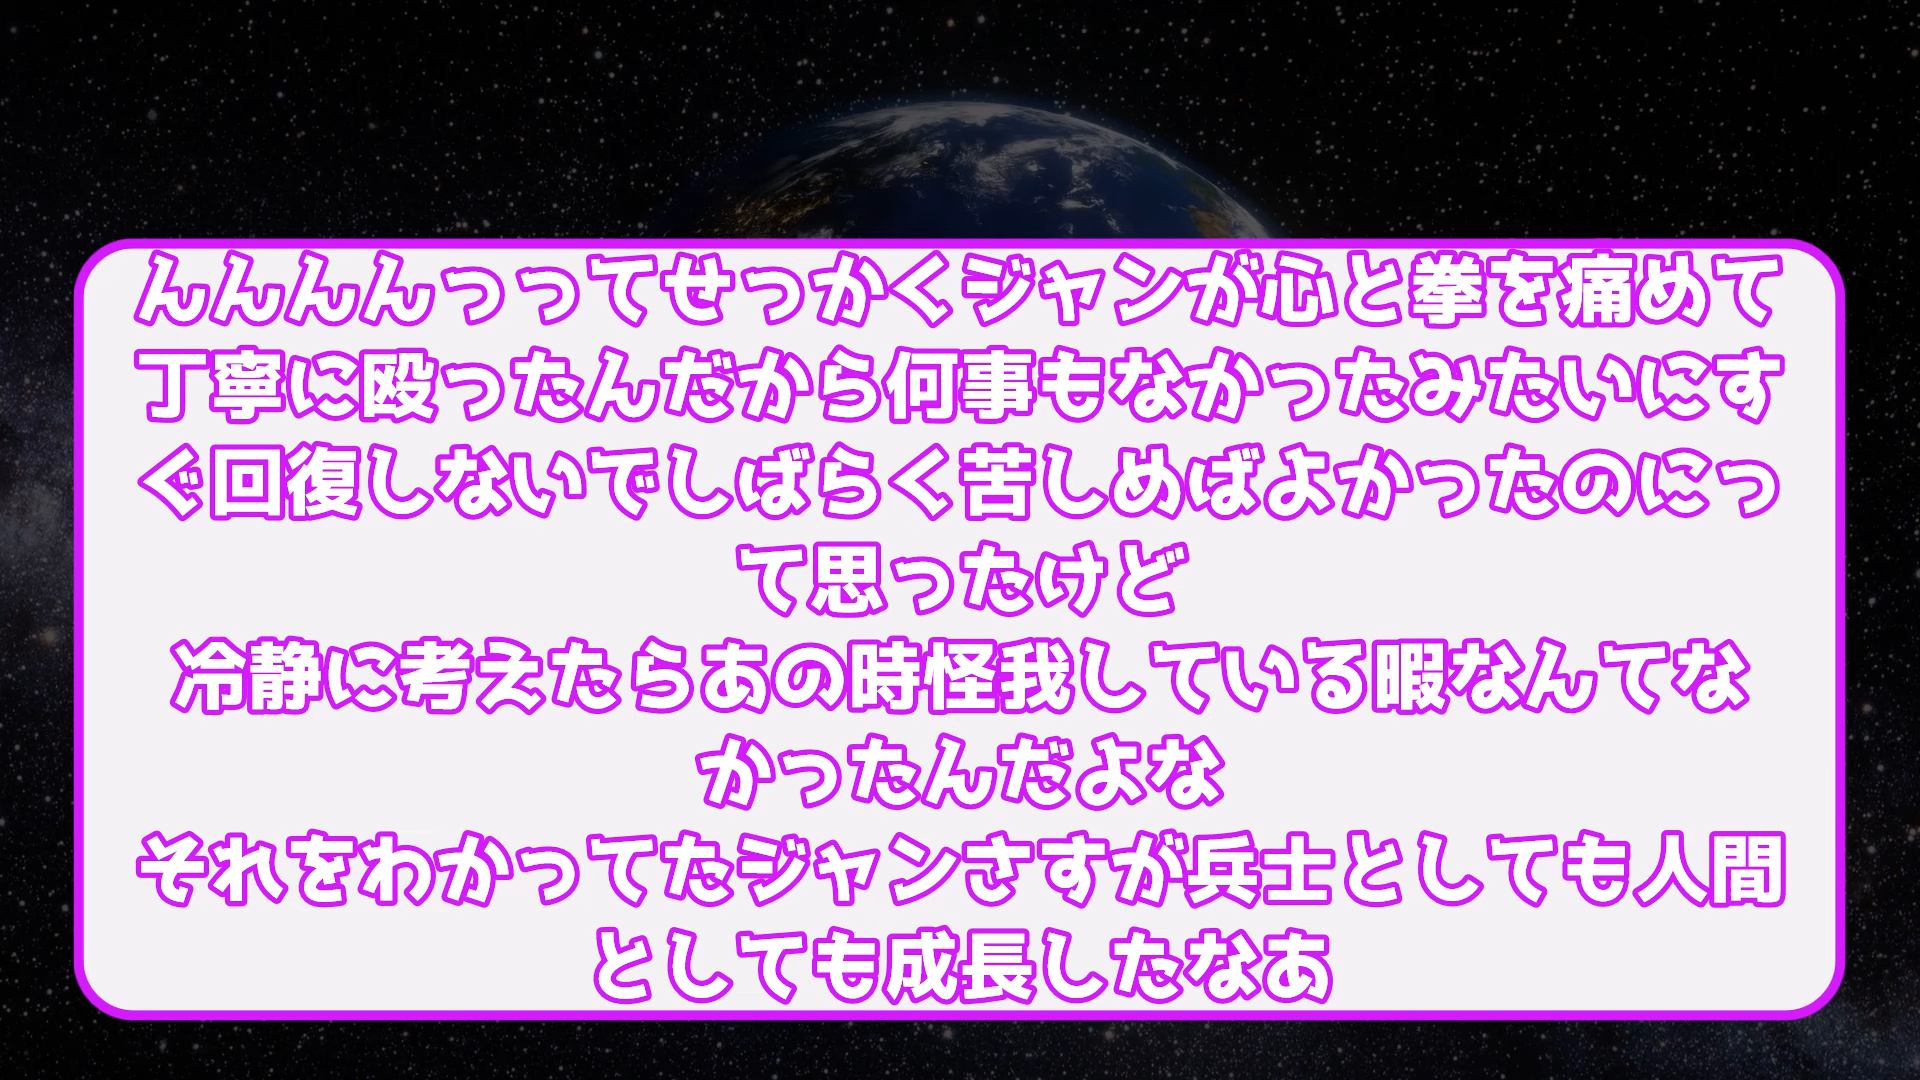 んんんんっってせっかくジャンが心と拳を痛めて
丁寧に殴ったんだから何事もなかったみたいにす
ぐ回復しないでしばらく苦しめばよかったのにっ
て思ったけど
冷静に考えたらあの時怪我している暇なんてな
かったんだよな
それをわかってたジャンさすが兵士としても人間
としても成長したなあ